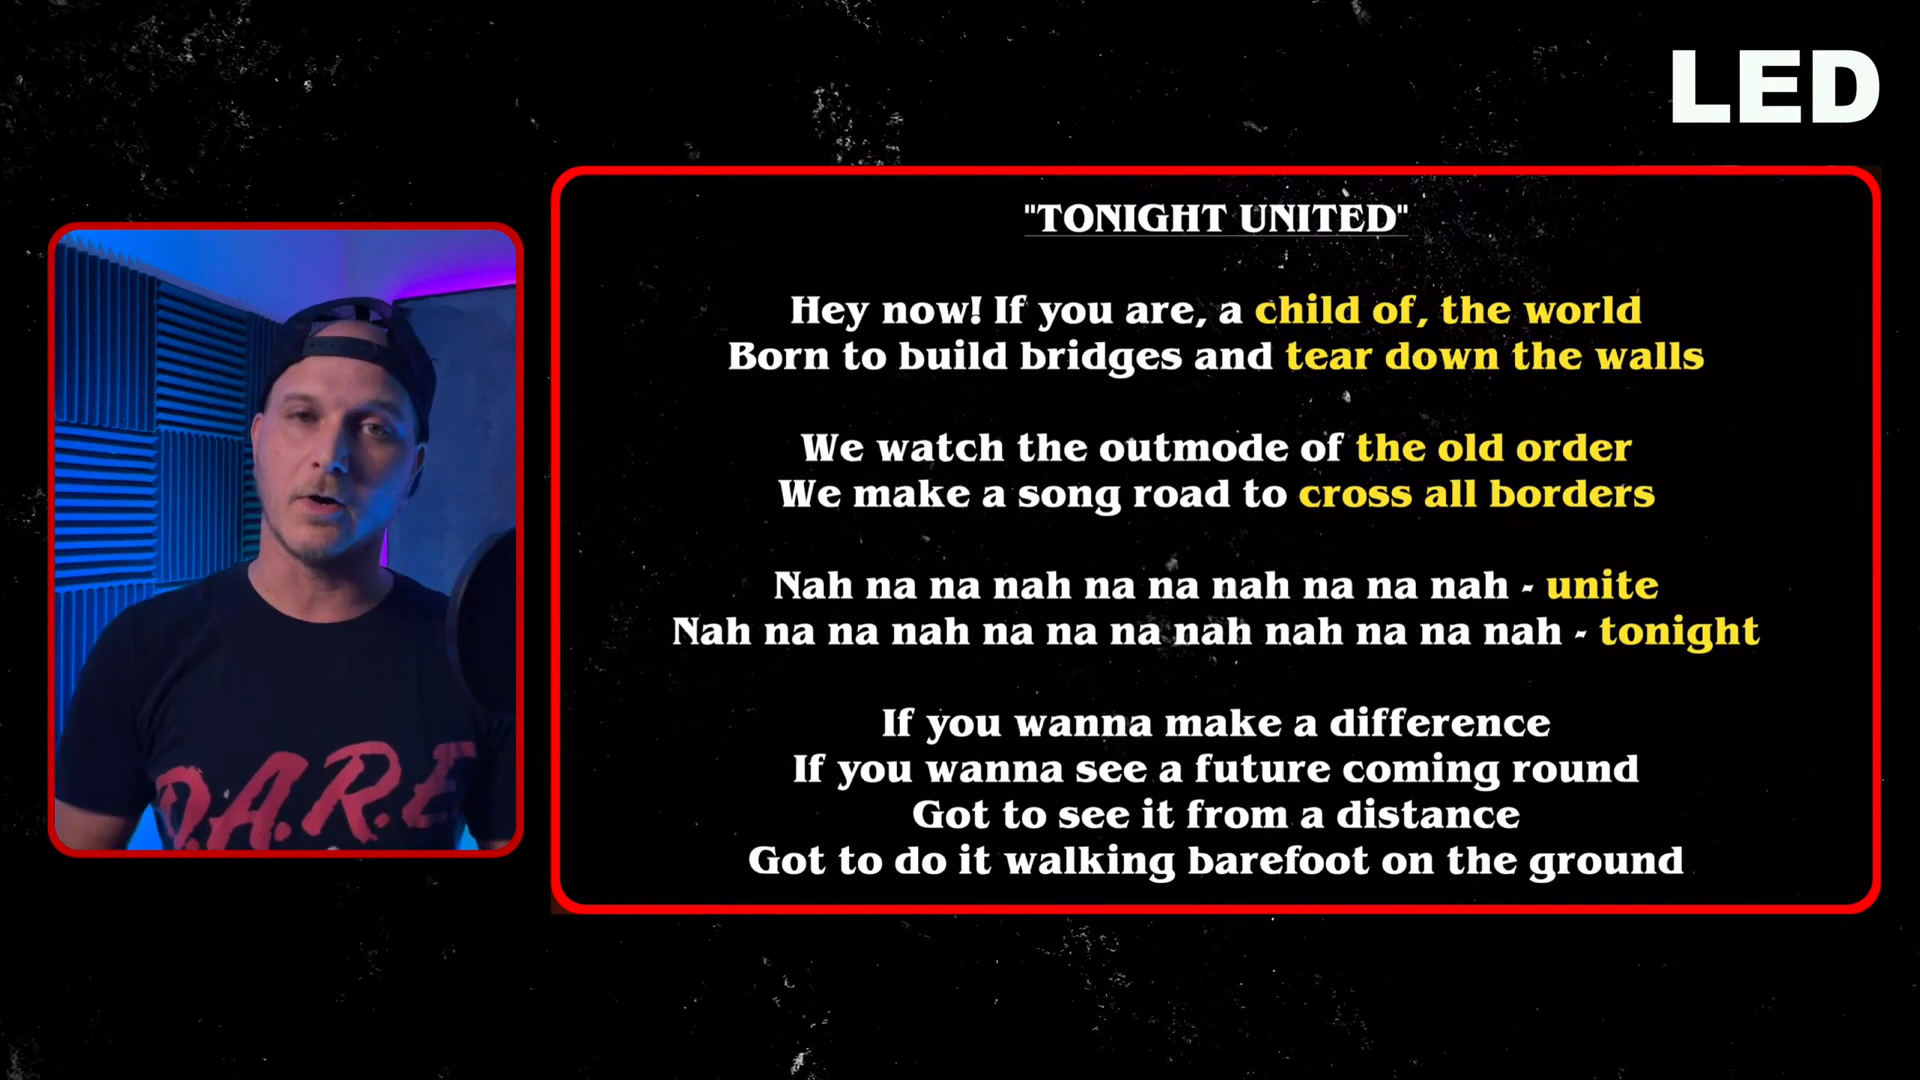 LED
"TONIGHT UNITED"
Hey now! If you are, a child of, the world
Born to build bridges and tear down the walls
We watch the outmode of the old order
We make a song road to cross all borders
Nah na na nah na na nah na na nah - unite
Nah na na nah na na na nah nah na na nah - tonight
If you wanna make a difference
If you wanna see a future coming round
Got to see it from a distance
Got to do it walking barefoot on the ground
D.A.R.E